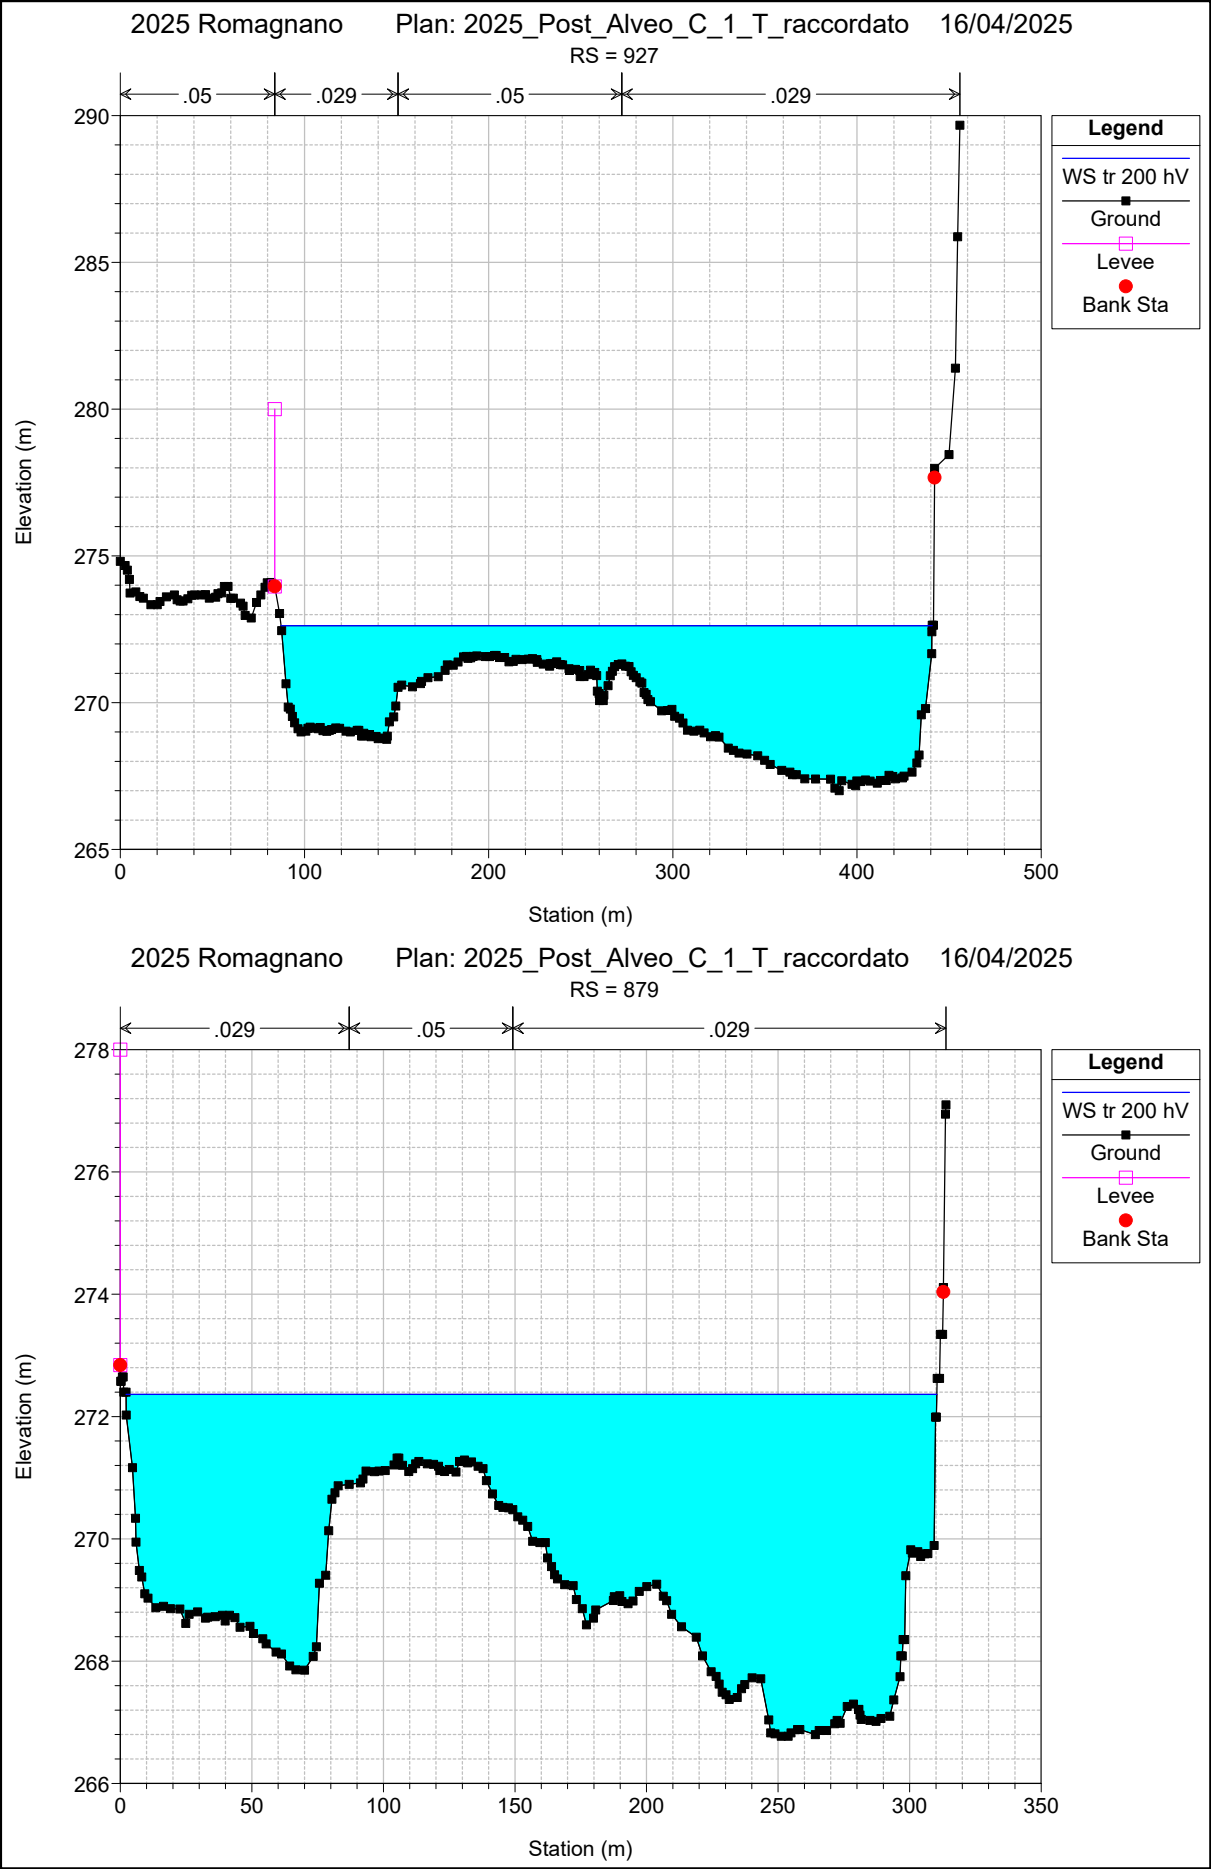 2025 Romagnano Plan: 2025_Post_Alveo_C_1_T_raccordato 16/04/2025
RS = 927
.05 .029 .05 .029
290
285
280
275
270
265
0 100 200 300 400 500
Elevation (m)
Station (m)
Legend
WS tr 200 hV
Ground
Levee
Bank Sta
2025 Romagnano Plan: 2025_Post_Alveo_C_1_T_raccordato 16/04/2025
RS = 879
.029 .05 .029
278
276
274
272
270
268
266
0 50 100 150 200 250 300 350
Elevation (m)
Station (m)
Legend
WS tr 200 hV
Ground
Levee
Bank Sta